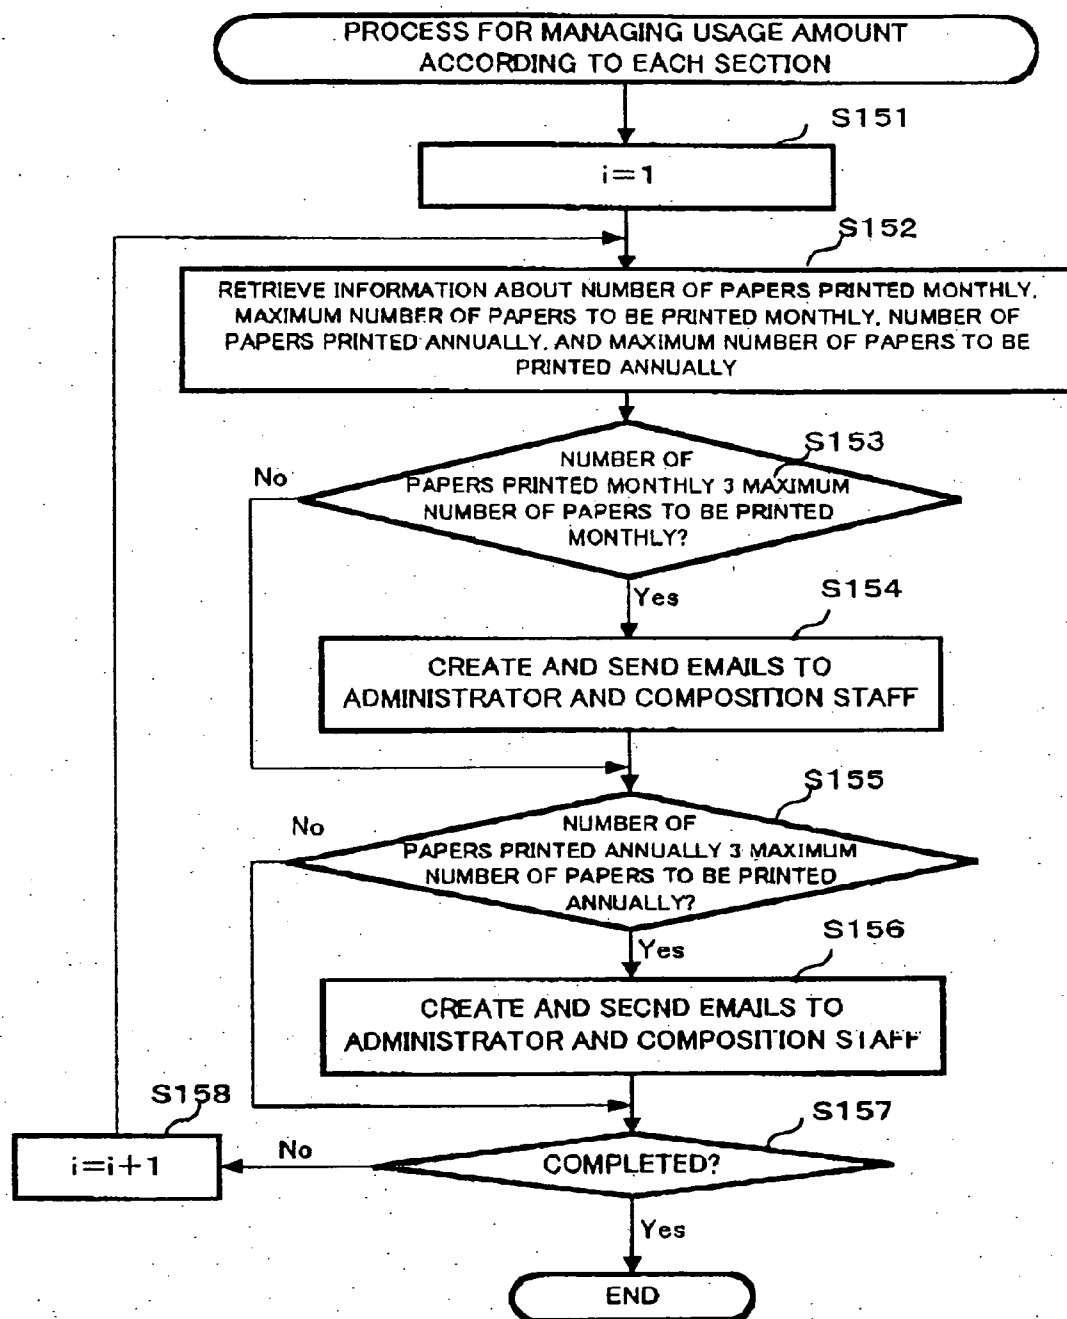 PROCESS FOR MANAGING USAGE AMOUNT
ACCORDING TO EACH SECTION
S151
i=1
S152
RETRIEVE INFORMATION ABOUT NUMBER OF PAPERS PRINTED MONTHLY,
MAXIMUM NUMBER OF PAPERS TO BE PRINTED MONTHLY, NUMBER OF
PAPERS PRINTED ANNUALLY, AND MAXIMUM NUMBER OF PAPERS TO BE
PRINTED ANNUALLY
S153
No
NUMBER OF
PAPERS PRINTED MONTHLY 3 MAXIMUM
NUMBER OF PAPERS TO BE PRINTED
MONTHLY?
Yes
S154
CREATE AND SEND EMAILS TO
ADMINISTRATOR AND COMPOSITION STAFF
S155
No
NUMBER OF
PAPERS PRINTED ANNUALLY 3 MAXIMUM
NUMBER OF PAPERS TO BE PRINTED
ANNUALLY?
Yes
S156
CREATE AND SECND EMAILS TO
ADMINISTRATOR AND COMPOSITION STAFF
S158
i=i+1
No
S157
COMPLETED?
Yes
END